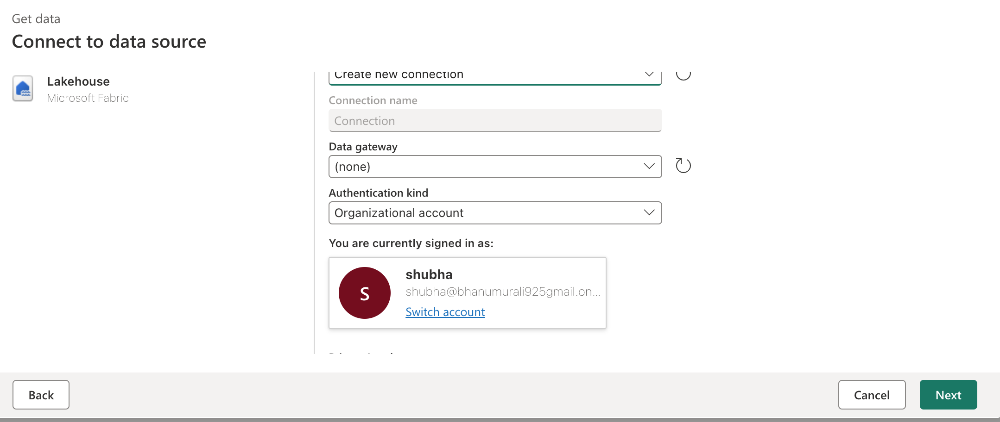 Get data
Connect to data source
Lakehouse
Microsoft Fabric
Create new connection
Connection name
Connection
Data gateway
(none)
Authentication kind
Organizational account
You are currently signed in as:
S
shubha
shubha@bhanumurali925gmail.on...
Switch account
Back
Cancel
Next